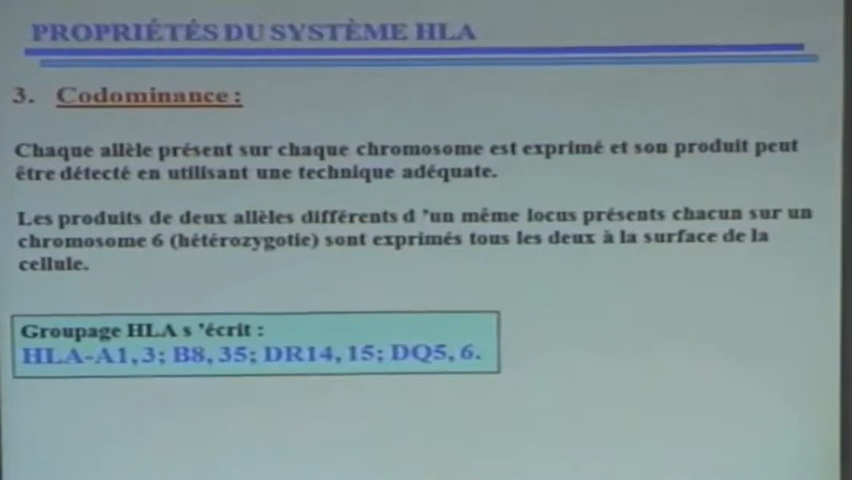 PROPRIÉTÉS DU SYSTÈME HLA
3. Codominance :
Chaque allèle présent sur chaque chromosome est exprimé et son produit peut
être détecté en utilisant une technique adéquate.
Les produits de deux allèles différents d ’un même locus présents chacun sur un
chromosome 6 (hétérozygotie) sont exprimés tous les deux à la surface de la
cellule.
Groupage HLA s ’écrit :
HLA-A1, 3; B8, 35; DR14, 15; DQ5, 6.